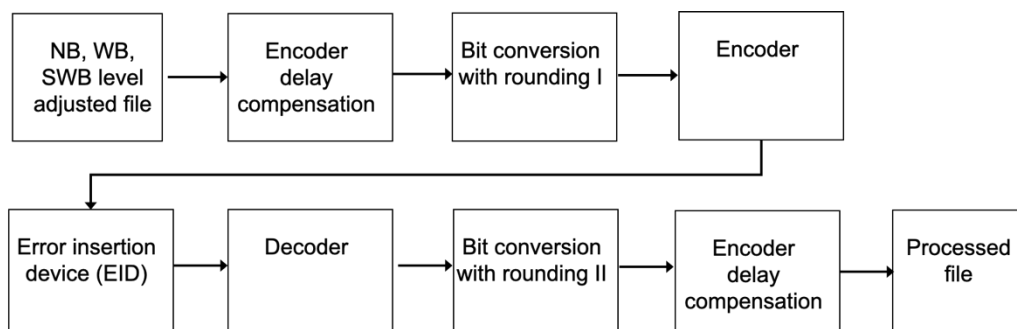 NB, WB,
SWB level
adjusted file
Encoder
delay
compensation
Bit conversion
with rounding I
Encoder
Error insertion
device (EID)
Decoder
Bit conversion
with rounding II
Encoder
delay
compensation
Processed
file